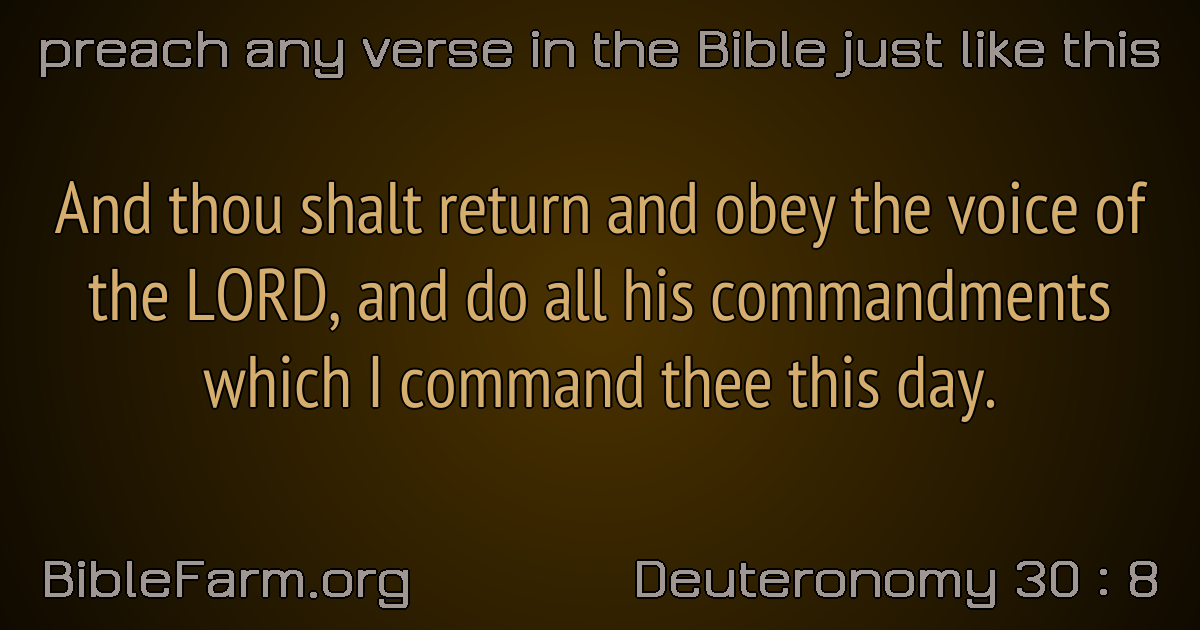 preach any verse in the Bible just like this
And thou shalt return and obey the voice of
the LORD, and do all his commandments
which I command thee this day.
BibleFarm.org
Deuteronomy 30 : 8